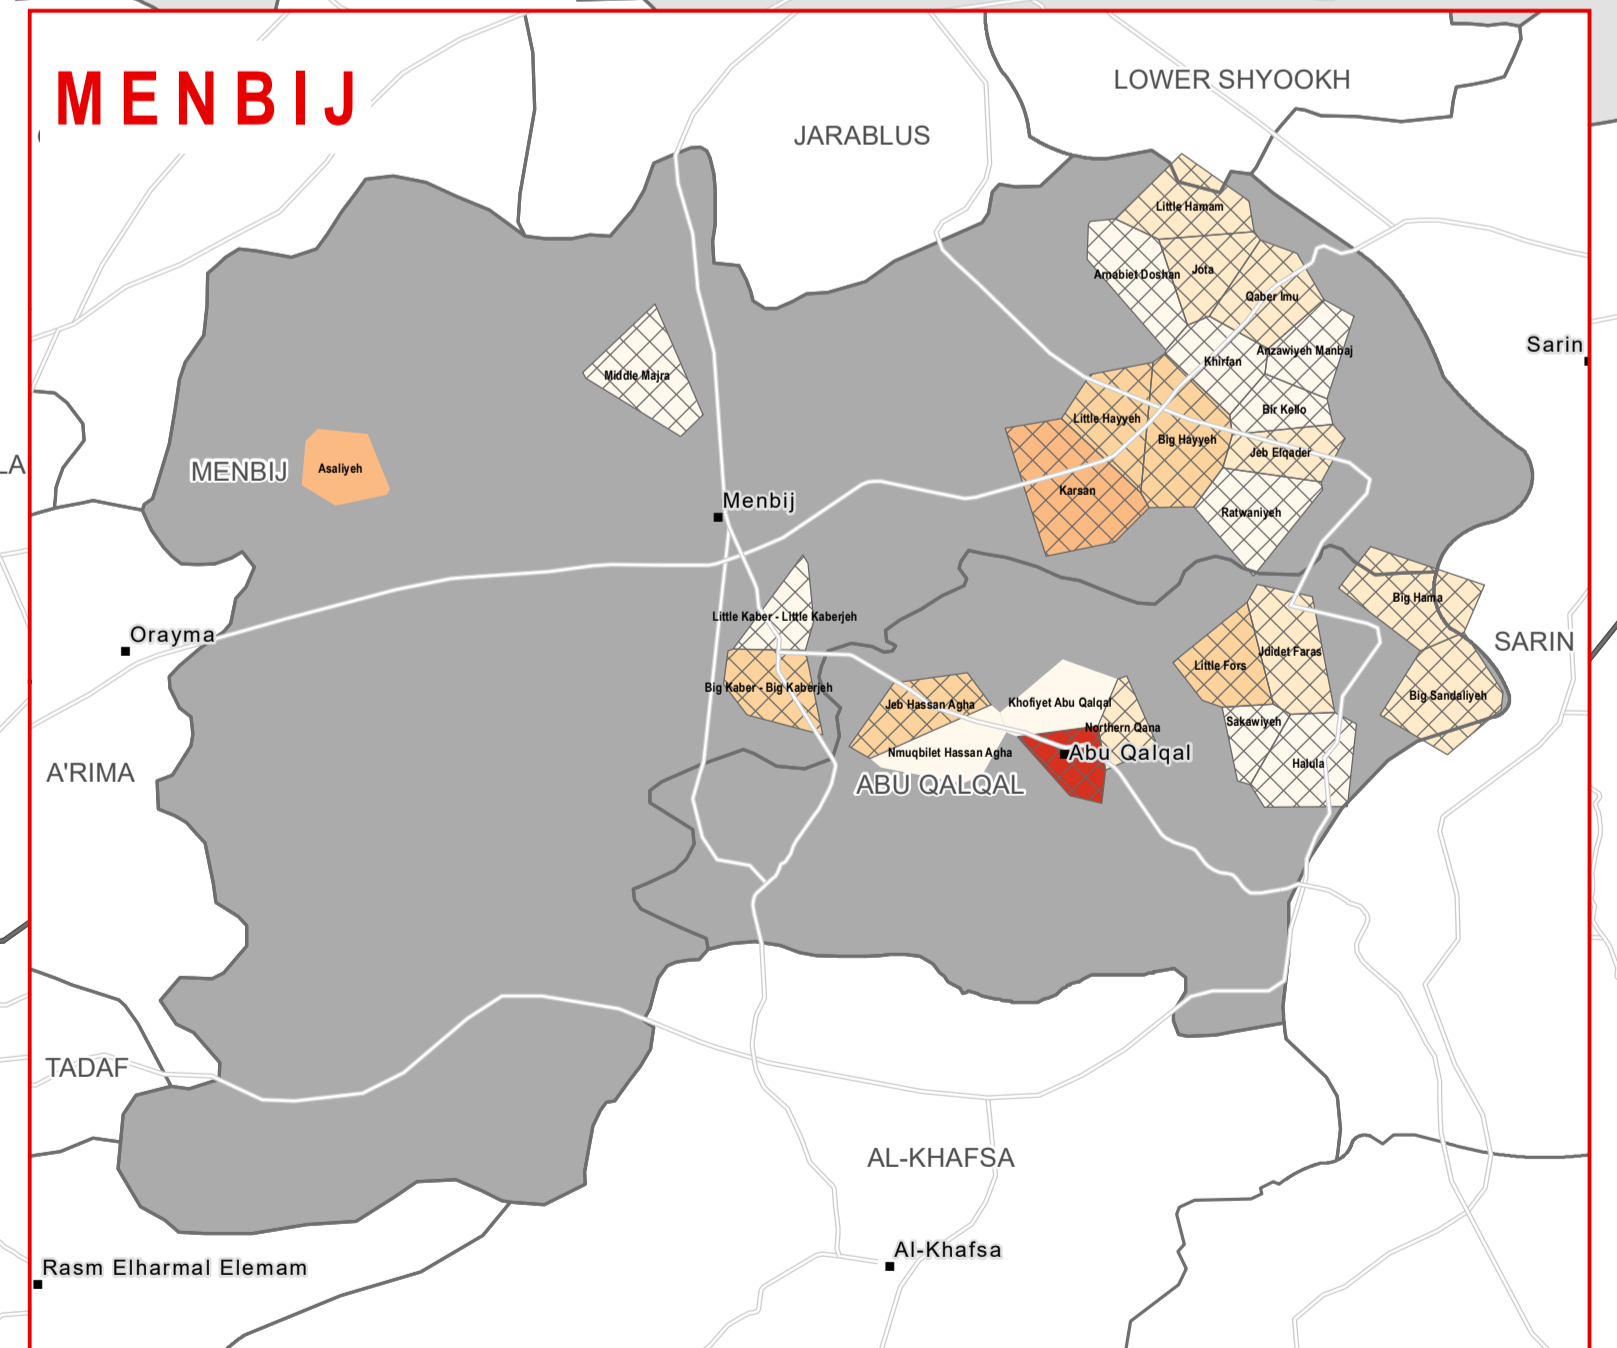 MENBIJ
LOWER SHYOOKH
JARABLUS
Little Hamam
Arnabiet Doshan
Jota
Qaber Imu
Sarin
Khirfan
Anzawiyeh Manbaj
Middle Majra
Little Hayyeh
Bir Kello
Big Hayyeh
Jeb Elqader
LA
MENBIJ
Asaliyeh
Karsan
Menbij
Ratwaniyeh
Big Hama
Little Kaber - Little Kaberjeh
Orayma
SARIN
Jdidet Faras
Little Fors
Big Kaber - Big Kaberjeh
Big Sandaliyeh
Jeb Hassan Agha
Khofiyet Abu Qalqal
Sakawiyeh
Northern Qana
Nmuqbilet Hassan Agha
Abu Qalqal
Halula
A'RIMA
ABU QALQAL
TADAF
AL-KHAFSA
Al-Khafsa
Rasm Elharmal Elemam